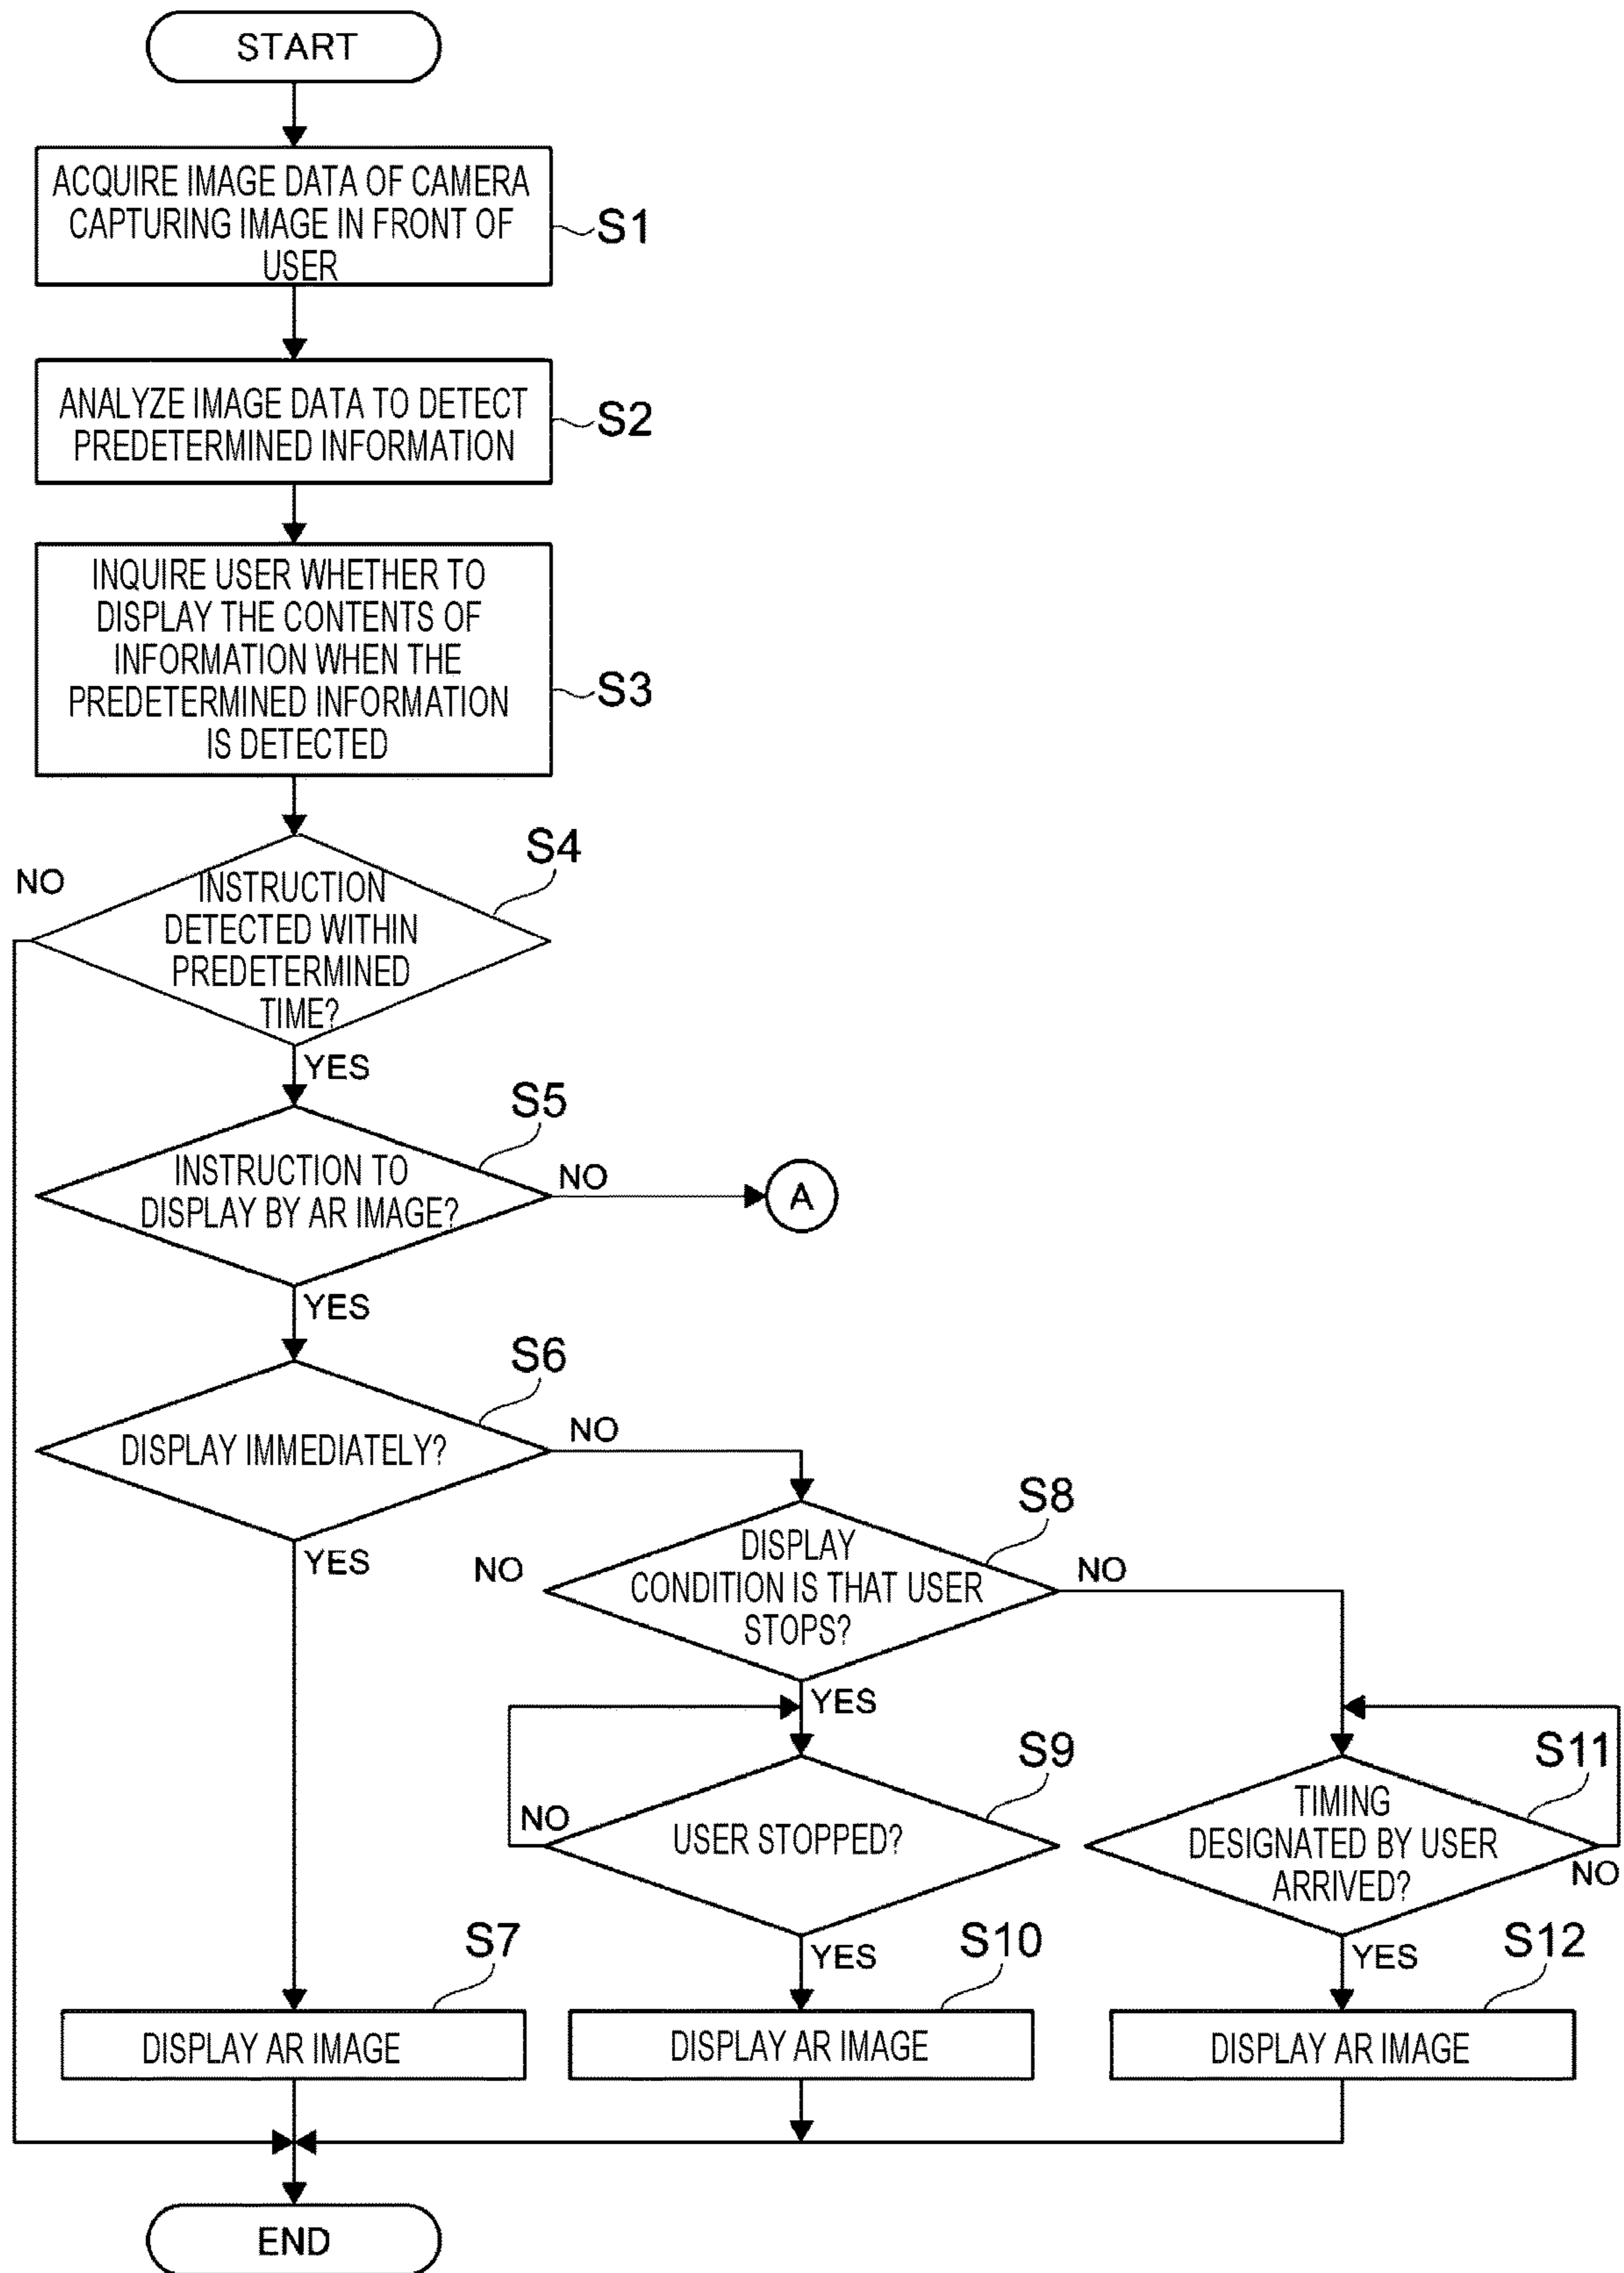 START
ACQUIRE IMAGE DATA OF CAMERA
CAPTURING IMAGE IN FRONT OF
USER
S1
ANALYZE IMAGE DATA TO DETECT
PREDETERMINED INFORMATION
S2
INQUIRE USER WHETHER TO
DISPLAY THE CONTENTS OF
INFORMATION WHEN THE
PREDETERMINED INFORMATION
IS DETECTED
S3
S4
NO
INSTRUCTION
DETECTED WITHIN
PREDETERMINED
TIME?
YES
S5
INSTRUCTION TO
DISPLAY BY AR IMAGE?
NO
A
YES
S6
DISPLAY IMMEDIATELY?
NO
YES
S8
NO
DISPLAY
CONDITION IS THAT USER
STOPS?
NO
YES
S9
NO
USER STOPPED?
YES
S11
TIMING
DESIGNATED BY USER
ARRIVED?
NO
YES
S7
DISPLAY AR IMAGE
S10
DISPLAY AR IMAGE
S12
DISPLAY AR IMAGE
END